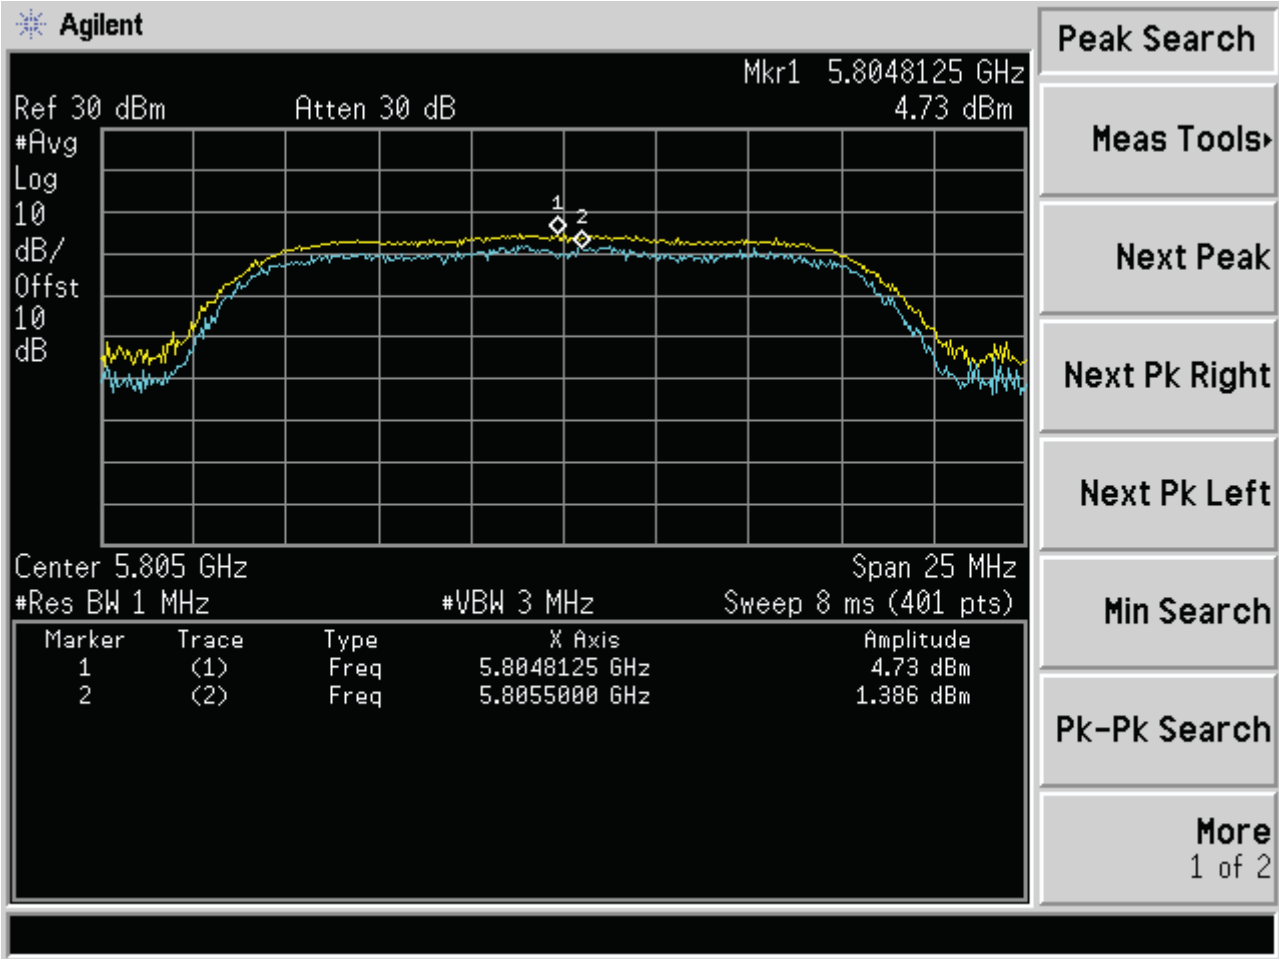 Agilent
Peak Search
Mkr1 5.8048125 GHz
Ref 30 dBm Atten 30 dB 4.73 dBm
#Avg
Log
10
dB/
Offst
10
dB
1
2
Center 5.805 GHz Span 25 MHz
#Res BW 1 MHz #VBW 3 MHz Sweep 8 ms (401 pts)
Marker Trace Type X Axis Amplitude
1 (1) Freq 5.8048125 GHz 4.73 dBm
2 (2) Freq 5.8055000 GHz 1.386 dBm
Meas Tools
Next Peak
Next Pk Right
Next Pk Left
Min Search
Pk-Pk Search
More
1 of 2